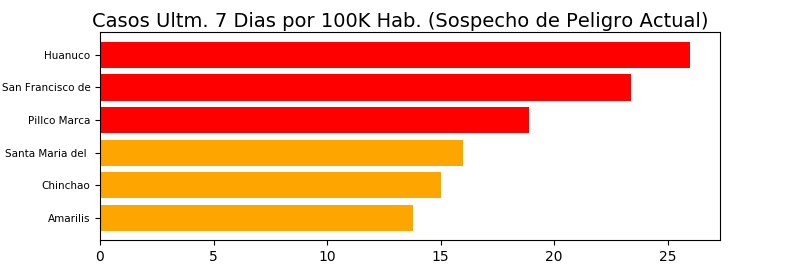 Casos Ultm. 7 Dias por 100K Hab. (Sospecho de Peligro Actual)
Huanuco
San Francisco de
Pillco Marca
Santa Maria del
Chinchao
Amarilis
0 5 10 15 20 25